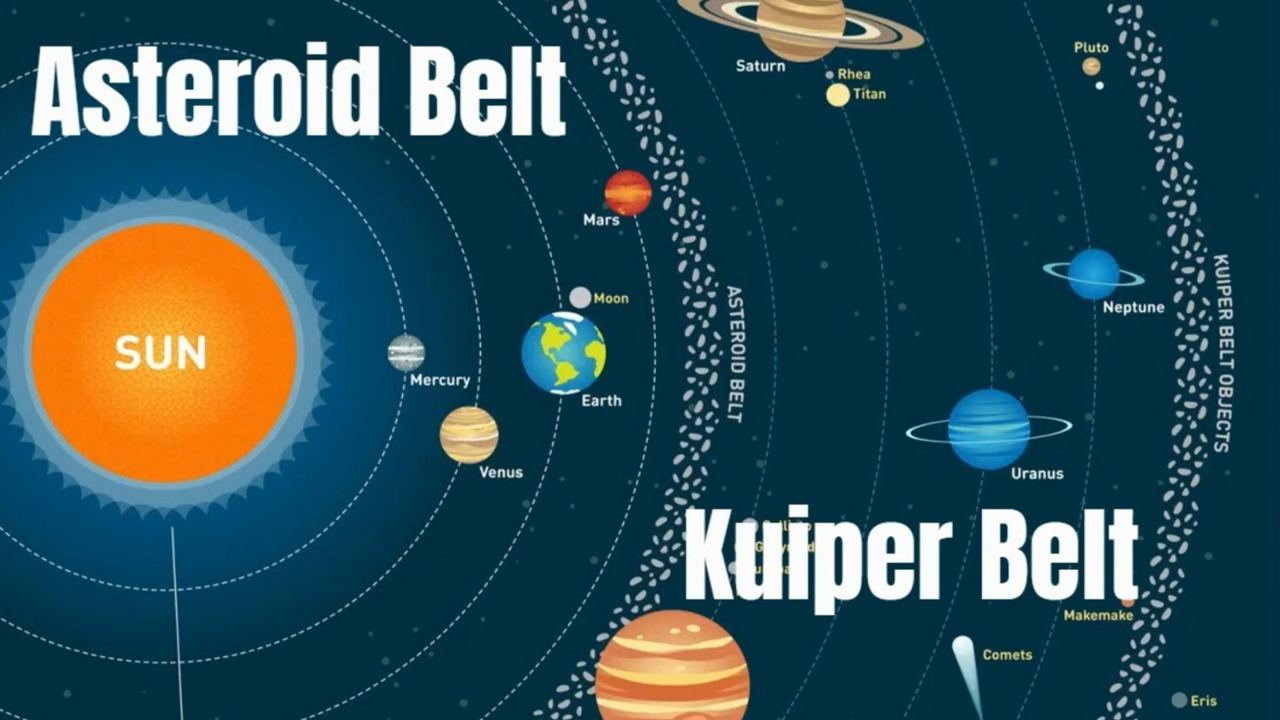 Asteroid Belt
Saturn
Rhea
Titan
Pluto
Mars
SUN
Moon
Mercury
Earth
Venus
ASTEROID BELT
Neptune
Uranus
KUIPER BELT OBJECTS
Kuiper Belt
Makemake
Comets
Eris